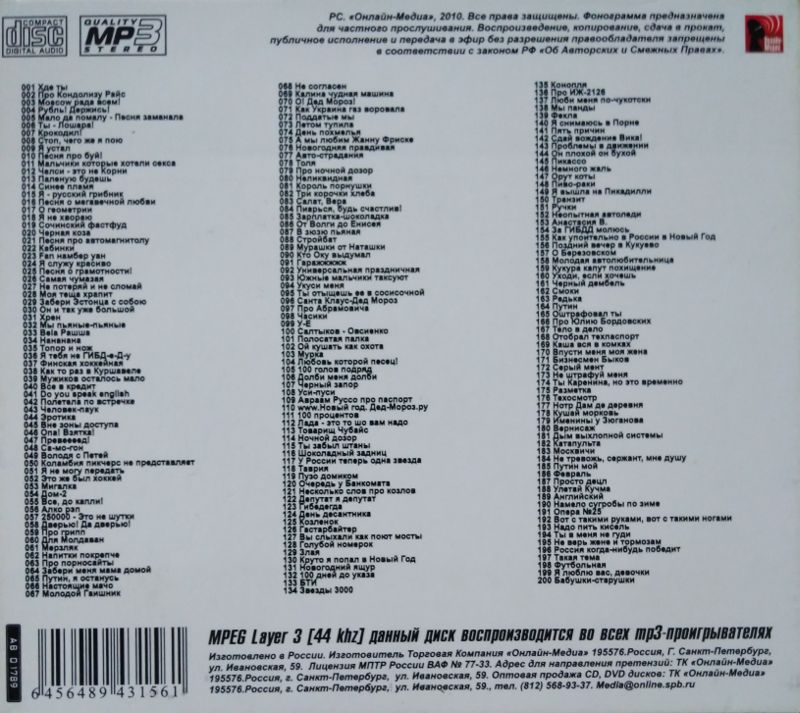 COMPACT
disc
DIGITAL AUDIO
QUALITY
MP3
STEREO
РС. «Онлайн-Медиа», 2010. Все права защищены. Фонограмма предназначена
для частного прослушивания. Воспроизведение, копирование, сдача в прокат,
публичное исполнение и передача в эфир без разрешения правообладателя запрещены
в соответствии с законом РФ «Об Авторских и Смежных Правах».
001 Хде ты
002 Про Кондолизу Райс
003 Moscow рада всем!
004 Рубль! Держись!
005 Мало да помалу - Песня заманала
006 Ты - Лошара!
007 Крокодил!
008 Стоп, чего же я пою
009 Я устал
010 Песня про буй!
011 Мальчики которые хотели секса
012 Челси - это не Корни
013 Паленую будешь
014 Синее пламя
015 Я - русский грибник
016 Песня о мегавечной любви
017 О геометрии
018 Я не хвораю
019 Сочинский фастфуд
020 Черная коза
021 Песня про автомагнитолу
022 Кабинки
023 Fan намбер уан
024 Я служу красиво
025 Песня о грамотности!
026 Самая чумазая
027 Не потеряй и не сломай
028 Моя теща храпит
029 Забери Эстонца с собою
030 Он и так уже большой
031 Хрен
032 Мы пьяные-пьяные
033 Bela Рашша
034 Нанананa
035 Топор и нож
036 Я тебя не ГИБД-е-Д-у
037 Финская хоккейная
038 Как то раз в Куршавеле
039 Мужиков осталось мало
040 Все в кредит
041 Do you speak english
042 Полетела по встречке
043 Человек-паук
044 Эротика
045 Вне зоны доступа
046 Опа! Взятка!
047 Превееeед!
048 Са-мо-гон
049 Володя с Петей
050 Коламбия пикчерс не представляет
051 Я не могу передать
052 Это же был хоккей
053 Мигалка
054 Дом-2
055 Все, до капли!
056 Алко рэп
057 250000 - Это не шутки
058 Дверью! Да дверью!
059 Про грипп
060 Для Молдаван
061 Мерзляк
062 Напитки покрепче
063 Про порносайты
064 Забери меня мама домой
065 Путин, я останусь
066 Настоящие мачо
067 Молодой Гаишник
068 Не согласен
069 Калина чудная машина
070 О! Дед Мороз!
071 Как Украина газ воровала
072 Поддатые мы
073 Летом тупила
074 День похмелья
075 А мы любим Жанну Фриске
076 Новогодняя правдивая
077 Авто-страдания
078 Толя
079 Про ночной дозор
080 Неликвидная
081 Король порнушки
082 Три корочки хлеба
083 Салат, Вера
084 Пиарься, будь счастлив!
085 Зарплатка-шоколадка
086 От Волги до Енисея
087 В зюзю пьяная
088 Стройбат
089 Мурашки от Наташки
090 Кто Оку выдумал
091 Гаражжжжж
092 Универсальная праздничная
093 Южные мальчики таксуют
094 Укуси меня
095 Ты отыщешь ее в сосисочной
096 Санта Клаус-Дед Мороз
097 Про Абрамовича
098 Часики
099 У-Е
100 Салтыков - Овсиенко
101 Полосатая палка
102 Ой кушать как охота
103 Мурка
104 Любовь которой песец!
105 100 голов подряд
106 Долби меня долби
107 Черный запор
108 Уси-пуси
109 Авраам Руссо про паспорт
110 www.Новый год. Дед-Мороз.ру
111 100 процентов
112 Лада - это то шо вам надо
113 Товарищ Чубайс
114 Ночной дозор
115 Ты забыл штаны
116 Шоколадный задниц
117 У России теперь одна звезда
118 Таврия
119 Пузо домиком
120 Очередь у Банкомата
121 Несколько слов про козлов
122 Депутат я депутат
123 Гибедегда
124 День десантника
125 Козленок
126 Гастарбайтер
127 Вы слыхали как поют мосты
128 Голубой номерок
129 Злая
130 Круто я попал в Новый Год
131 Новогодний ящур
132 100 дней до указа
133 БТИ
134 Звезды 3000
135 Конопля
136 Про ИЖ-2126
137 Люби меня по-чукотски
138 Мы панды
139 Фекла
140 Я снимаюсь в Порне
141 Пять причин
142 Сдай вождение Вика!
143 Проблемы в движении
144 Он плохой он бухой
145 Пикассо
146 Немного жаль
147 Орут коты
148 Пиво-раки
149 Я вышла на Пикадилли
150 Транзит
151 Ручки
152 Неопытная автоледи
153 Анастасия В.
154 За ГИБДД молюсь
155 Как упоительно в России в Новый Год
156 Поздний вечер в Кукуево
157 О Березовском
158 Молодая автолюбительница
159 Кукура капут похищение
160 Уходи, если хочешь
161 Черный дембель
162 Смоки
163 Редька
164 Путин
165 Оштрафовал ты
166 Про Юлию Бордовских
167 Тело в дело
168 Отобрал техпаспорт
169 Каша вся в комках
170 Впусти меня моя жена
171 Бизнесмен Быков
172 Серый мент
173 Не штрафуй меня
174 Ты Каренина, но это временно
175 Разметка
176 Техосмотр
177 Нотр Дам де деревня
178 Кушай морковь
179 Именины у Зюганова
180 Вернисаж
181 Дым выхлопной системы
182 Катапульта
183 Москвичи
184 Не тревожь, сержант, мне душу
185 Путин мой
186 Февраль
187 Просто децл
188 Улетай Кучма
189 Английский
190 Намело сугробы по зиме
191 Опера №25
192 Вот с такими руками, вот с такими ногами
193 Надо пить кисель
194 Ты в меня не гуди
195 Не верь жене и тормозам
196 Россия когда-нибудь победит
197 Такая тема
198 Футбольная
199 Я люблю вас, девочки
200 Бабушки-старушки
MPEG Layer 3 [44 khz] данный диск воспроизводится во всех mp3-проигрывателях
Изготовлено в России. Изготовитель Торговая Компания «Онлайн-Медиа» 195576.Россия, Г. Санкт-Петербург,
ул. Ивановская, 59. Лицензия МПТР России ВАФ № 77-33. Адрес для направления претензий: ТК «Онлайн-Медиа»
195576.Россия, г. Санкт-Петербург, ул. Ивановская, 59. Оптовая продажа CD, DVD дисков: ТК «Онлайн-Медиа»
195576.Россия, г. Санкт-Петербург, ул. Ивановская, 59., тел. (812) 568-93-37. Media@online.spb.ru
АВ 01289
6 456489 431561